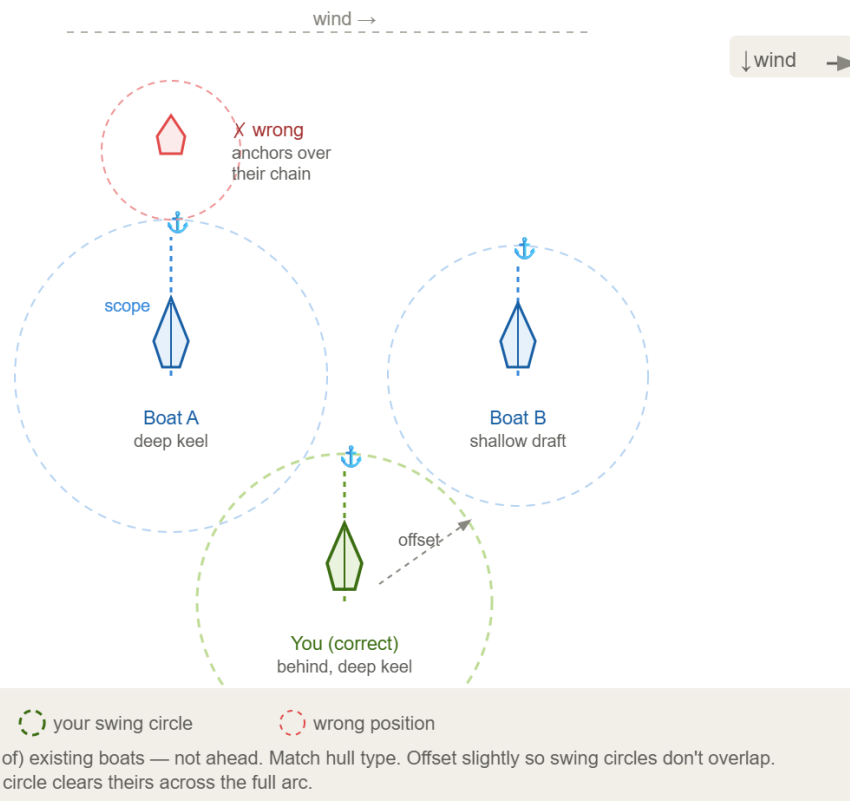 wind →
↓ wind
X wrong
anchors over
their chain
scope
Boat A
deep keel
Boat B
shallow draft
offset
You (correct)
behind, deep keel
your swing circle
wrong position
of) existing boats — not ahead. Match hull type. Offset slightly so swing circles don't overlap.
circle clears theirs across the full arc.